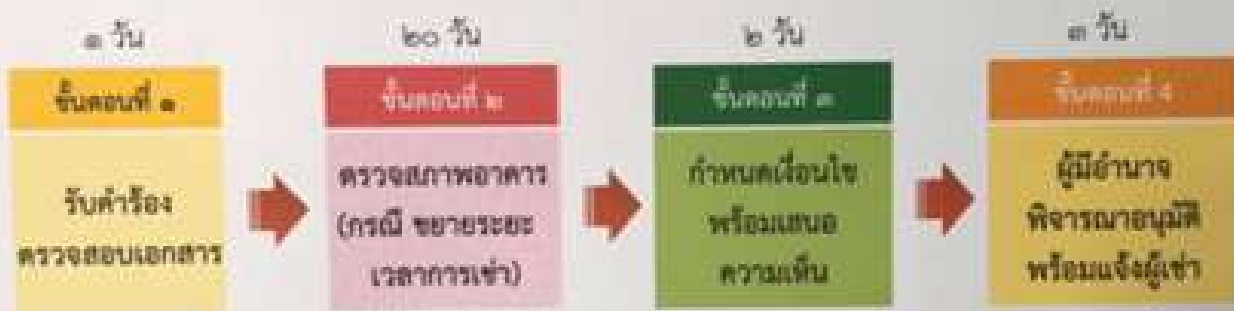 ๑ วัน
ขั้นตอนที่ ๑
รับคำร้อง
ตรวจสอบเอกสาร
๒๐ วัน
ขั้นตอนที่ ๒
ตรวจสภาพอาคาร
(กรณี ขยายระยะ
เวลาการเช่า)
๒ วัน
ขั้นตอนที่ ๓
กำหนดเงื่อนไข
พร้อมเสนอ
ความเห็น
๓ วัน
ขั้นตอนที่ 4
ผู้มีอำนาจ
พิจารณาอนุมัติ
พร้อมแจ้งผู้เช่า